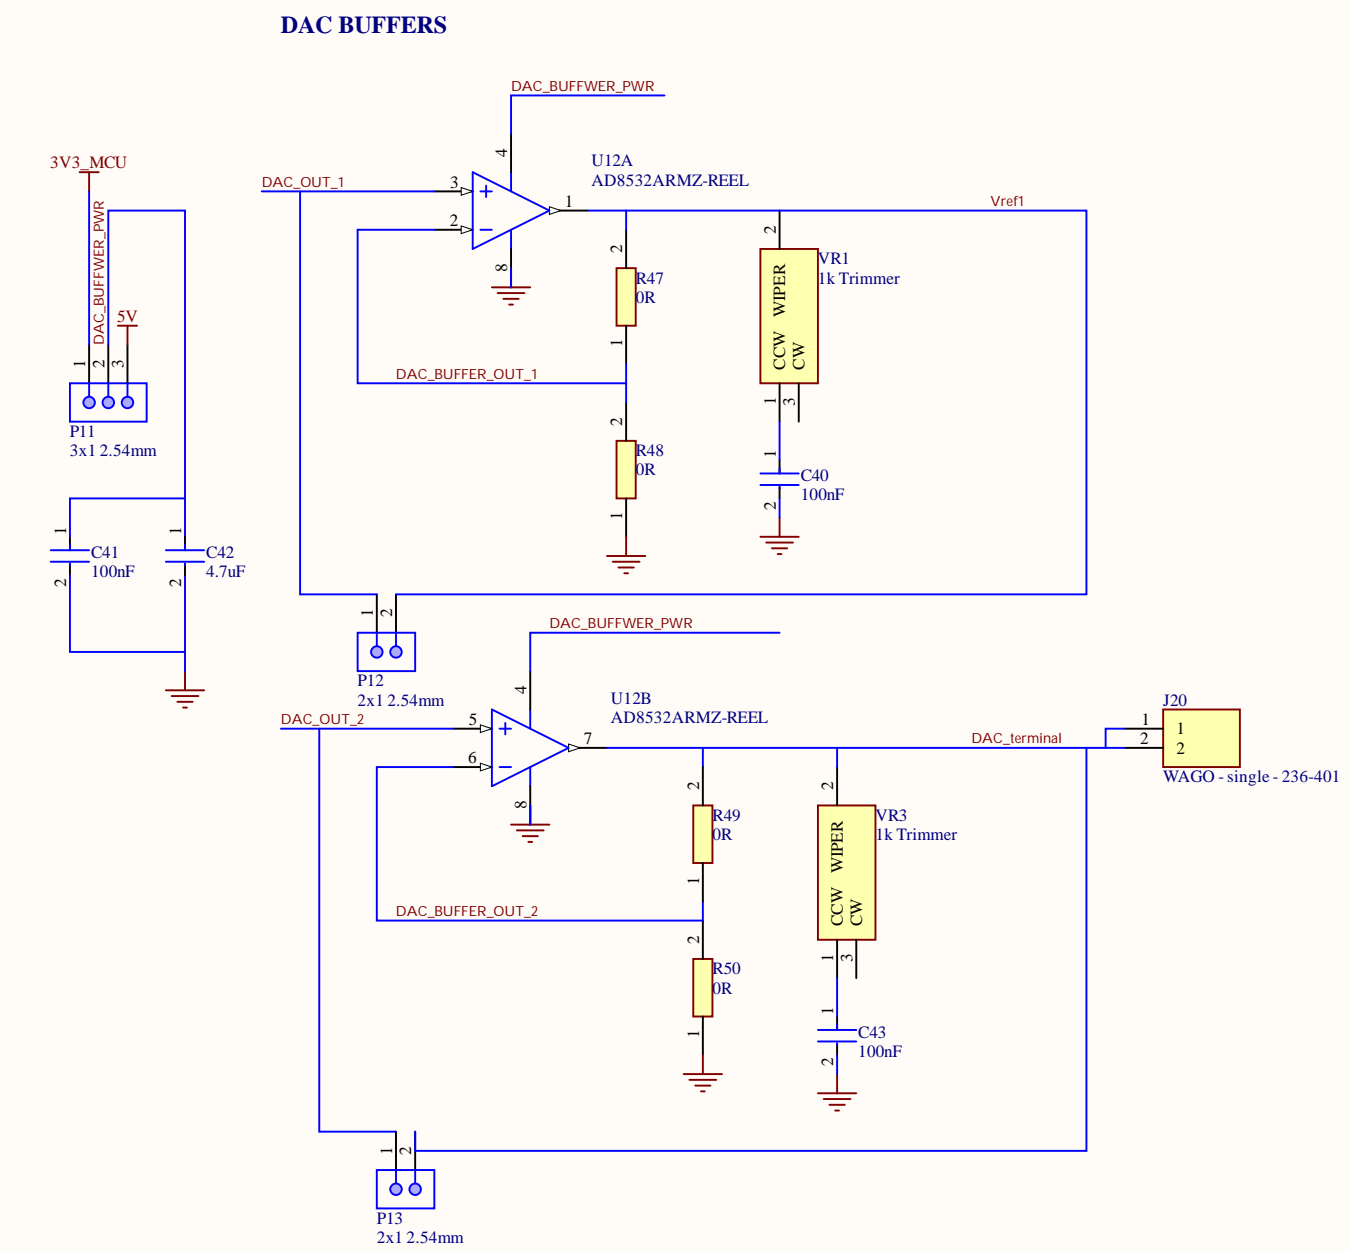 DAC BUFFERS
DAC_BUFFWER_PWR
4
3V3_MCU
U12A
AD8532ARMZ-REEL
DAC_OUT_1
3
2
1
8
Vref1
DAC_BUFFWER_PWR
5V
1
2
3
P11
3x1 2.54mm
2
R47
0R
1
DAC_BUFFER_OUT_1
2
R48
0R
1
2
VR1
1k Trimmer
WIPER
CCW
CW
1
3
1
C40
100nF
2
1
C41
100nF
2
1
C42
4.7uF
2
1
2
P12
2x1 2.54mm
DAC_BUFFWER_PWR
4
U12B
AD8532ARMZ-REEL
DAC_OUT_2
5
6
7
8
DAC_terminal
J20
1
2
1
2
WAGO - single - 236-401
2
R49
0R
1
DAC_BUFFER_OUT_2
2
R50
0R
1
2
VR3
1k Trimmer
WIPER
CCW
CW
1
3
1
C43
100nF
2
1
2
P13
2x1 2.54mm